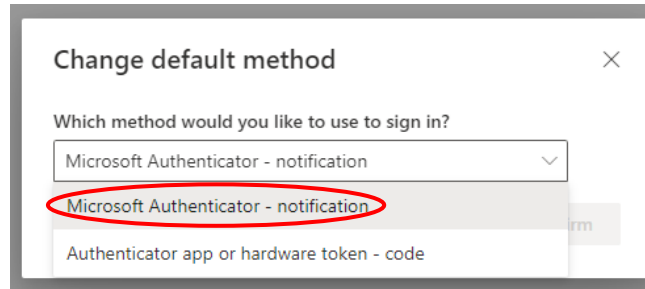 Change default method
Which method would you like to use to sign in?
Microsoft Authenticator - notification
Microsoft Authenticator - notification
Authenticator app or hardware token - code